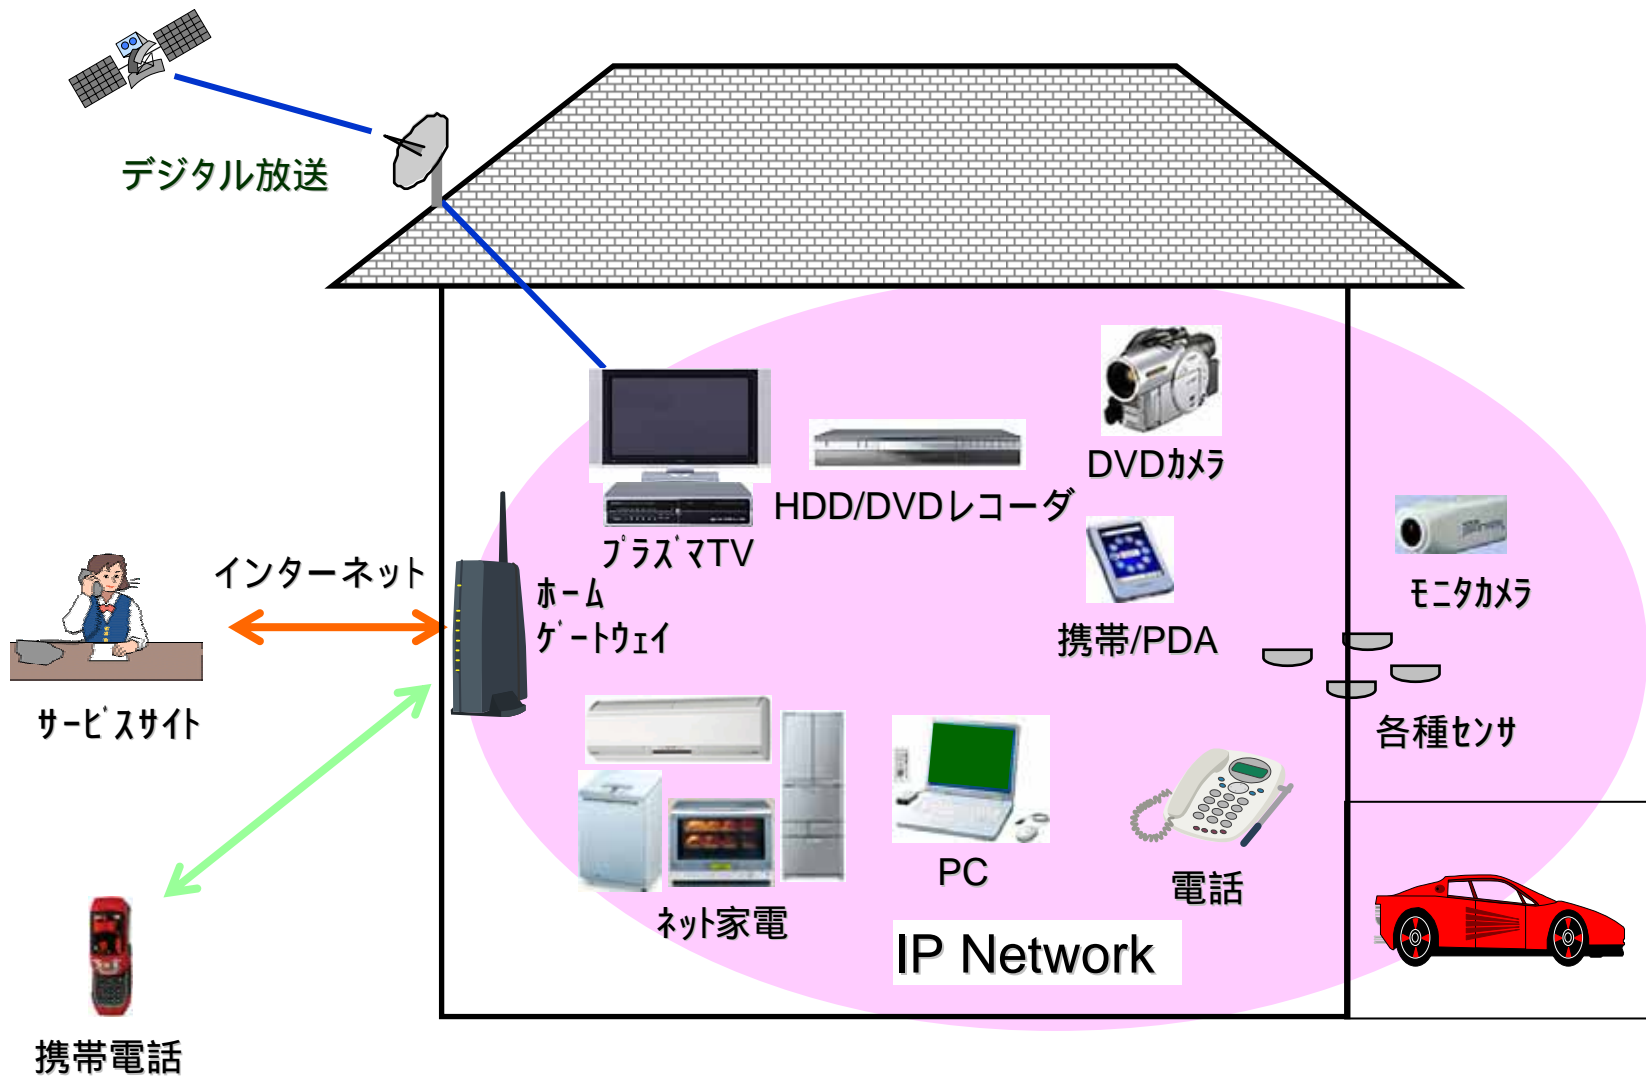 デジタル放送
DVDｶﾒﾗ
HDD/DVDレコーダ
ﾌﾟﾗｽﾞﾏTV
インターネット
ﾎｰﾑ
ｹﾞｰﾄｳｪｲ
ﾓﾆﾀｶﾒﾗ
携帯/PDA
ｻｰﾋﾞｽｻｲﾄ
各種ｾﾝｻ
PC
電話
ﾈｯﾄ家電
IP Network
携帯電話